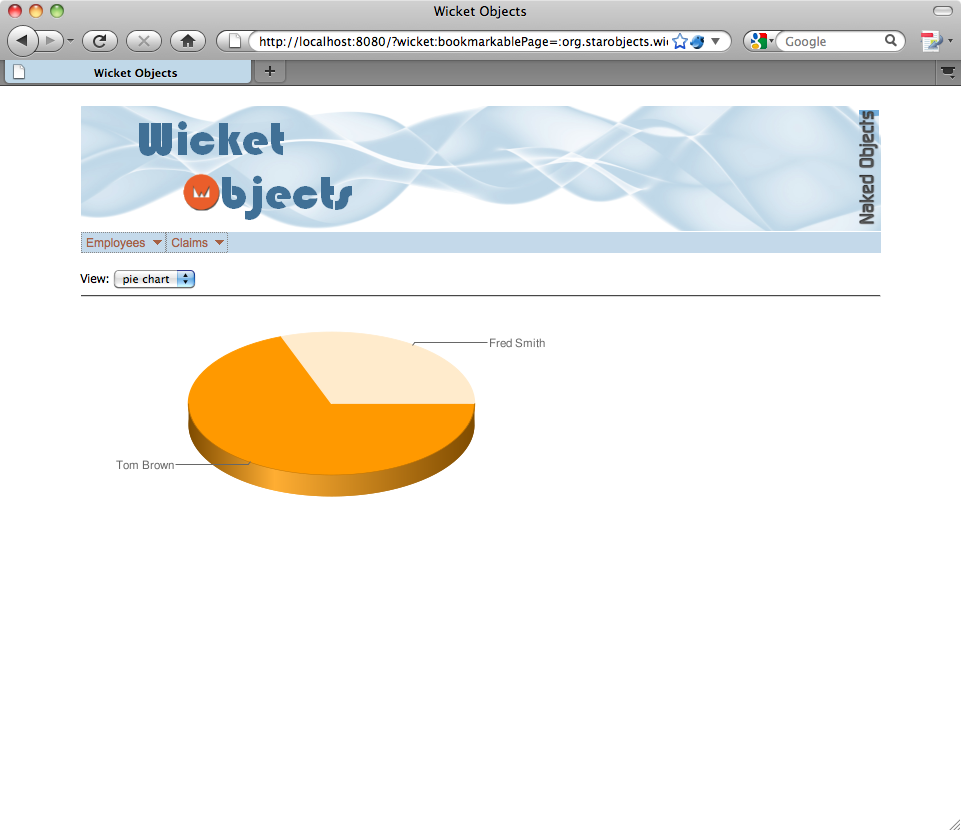 Wicket Objects
http://localhost:8080/?wicket:bookmarkablePage=:org.starobjects.wi
Google
Wicket Objects
Wicket
Objects
Naked Objects
Employees
Claims
View: pie chart
Fred Smith
Tom Brown